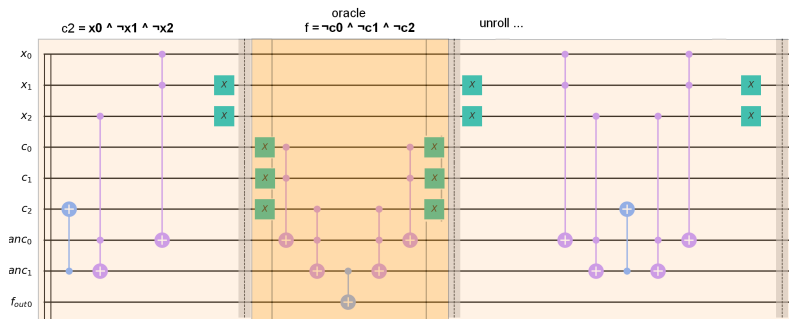 oracle
c2 = x0 ^ ¬x1 ^ ¬x2
f = ¬c0 ^ ¬c1 ^ ¬c2
unroll ...
x0
x1 X X X
x2 X X X
c0 X X
c1 X X
c2 X X
anc0
anc1
fout0